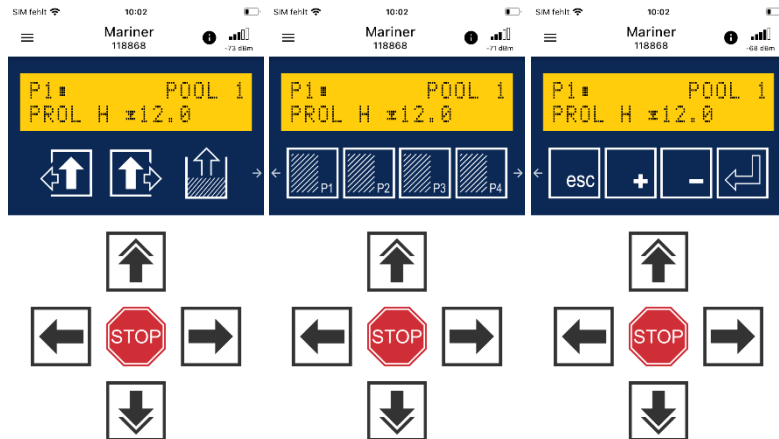 SIM fehlt 10:02
Mariner
118868
-73 dBm
P1 POOL 1
PROL H 12.0
STOP
SIM fehlt 10:02
Mariner
118868
-71 dBm
P1 POOL 1
PROL H 12.0
P1 P2 P3 P4
STOP
SIM fehlt 10:02
Mariner
118868
-68 dBm
P1 POOL 1
PROL H 12.0
esc + -
STOP